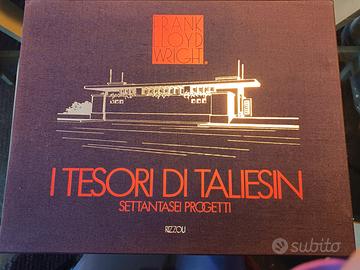 FRANK
LLOYD
WRIGHT
I TESORI DI TALIESIN
SETTANTASEI PROGETTI
RIZZOLI
subito